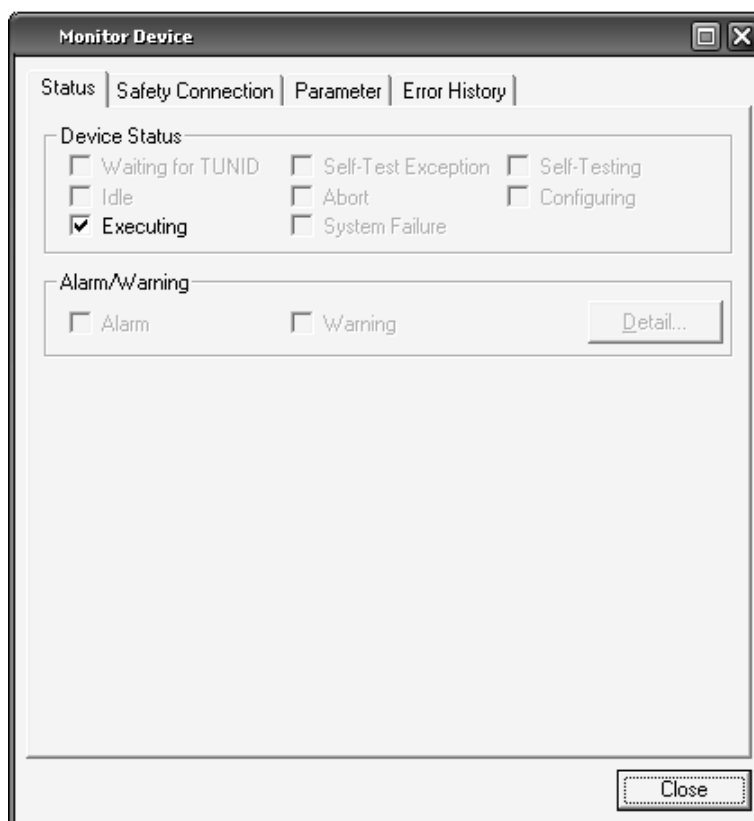 Monitor Device
Status Safety Connection Parameter Error History
Device Status
Waiting for TUNID Self-Test Exception Self-Testing
Idle Abort Configuring
Executing System Failure
Alarm/Warning
Alarm Warning Detail...
Close